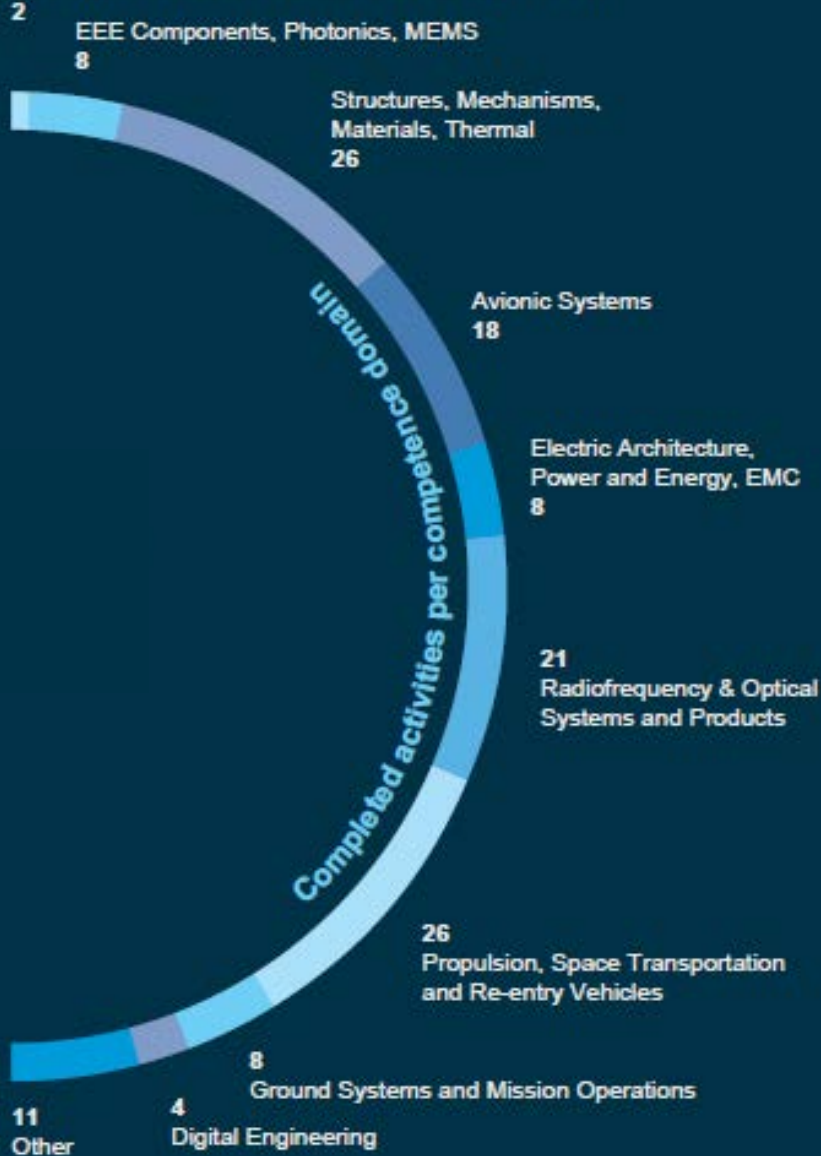 2
EEE Components, Photonics, MEMS
8
Structures, Mechanisms,
Materials, Thermal
26
Avionic Systems
18
Electric Architecture,
Power and Energy, EMC
8
Completed activities per competence domain
21
Radiofrequency & Optical
Systems and Products
26
Propulsion, Space Transportation
and Re-entry Vehicles
8
Ground Systems and Mission Operations
4
Digital Engineering
11
Other